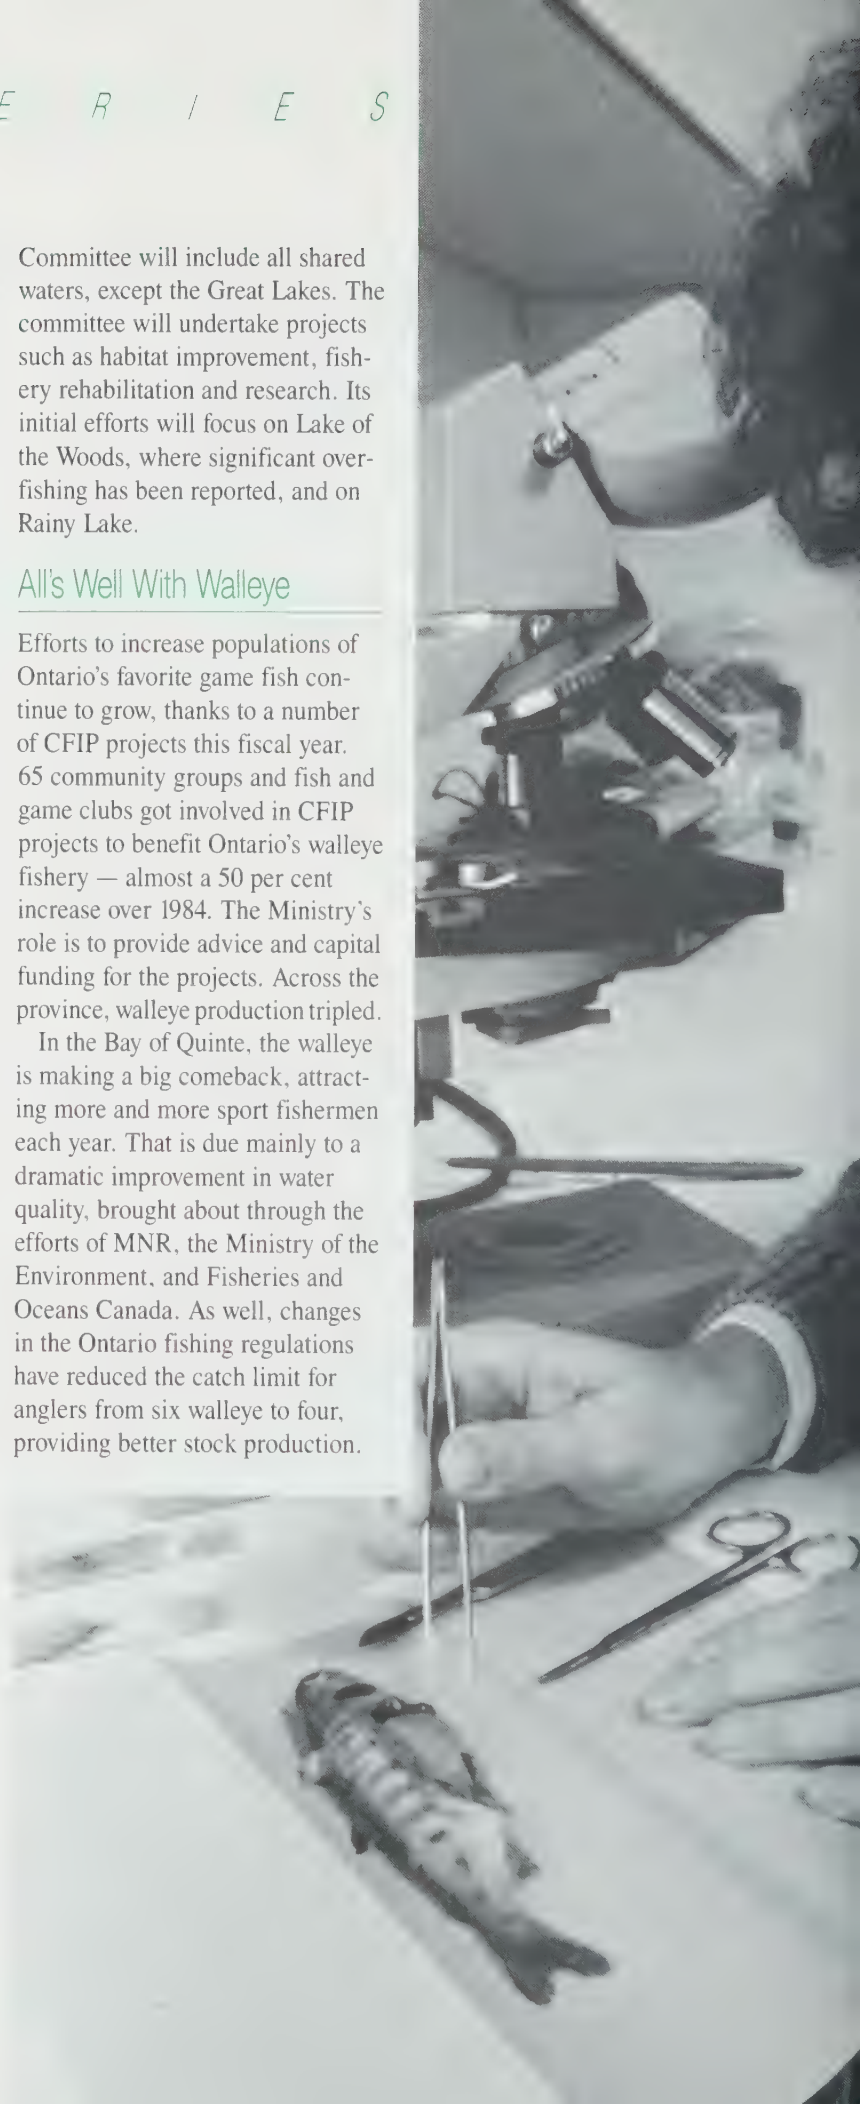 E R I E S
Committee will include all shared
waters, except the Great Lakes. The
committee will undertake projects
such as habitat improvement, fish-
ery rehabilitation and research. Its
initial efforts will focus on Lake of
the Woods, where significant over-
fishing has been reported, and on
Rainy Lake.
All's Well With Walleye
Efforts to increase populations of
Ontario's favorite game fish con-
tinue to grow, thanks to a number
of CFIP projects this fiscal year.
65 community groups and fish and
game clubs got involved in CFIP
projects to benefit Ontario's walleye
fishery — almost a 50 per cent
increase over 1984. The Ministry's
role is to provide advice and capital
funding for the projects. Across the
province, walleye production tripled.
In the Bay of Quinte, the walleye
is making a big comeback, attract-
ing more and more sport fishermen
each year. That is due mainly to a
dramatic improvement in water
quality, brought about through the
efforts of MNR, the Ministry of the
Environment, and Fisheries and
Oceans Canada. As well, changes
in the Ontario fishing regulations
have reduced the catch limit for
anglers from six walleye to four,
providing better stock production.